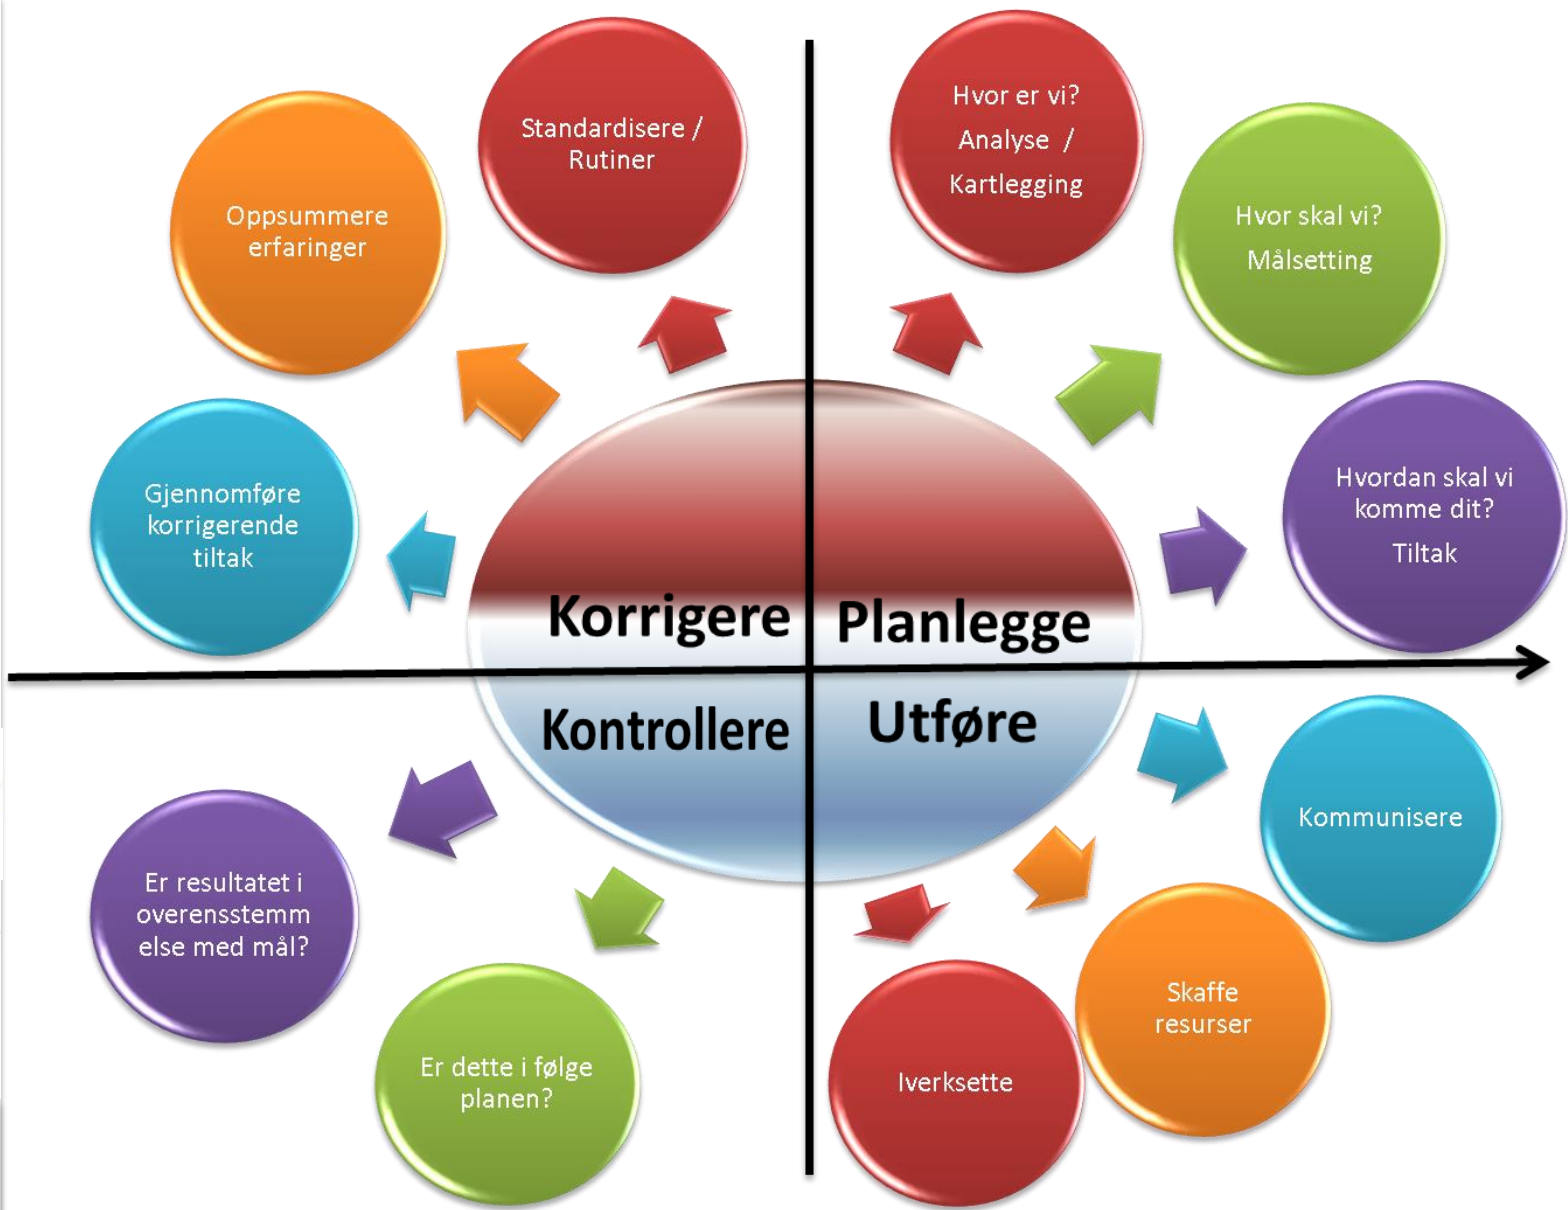 Standardisere /
Rutiner
Hvor er vi?
Analyse /
Kartlegging
Oppsummere
erfaringer
Hvor skal vi?
Målsetting
Gjennomføre
korrigerende
tiltak
Hvordan skal vi
komme dit?
Tiltak
Korrigere
Planlegge
Kontrollere
Utføre
Kommunisere
Er resultatet i
overensstemm
else med mål?
Skaffe
resurser
Er dette i følge
planen?
Iverksette